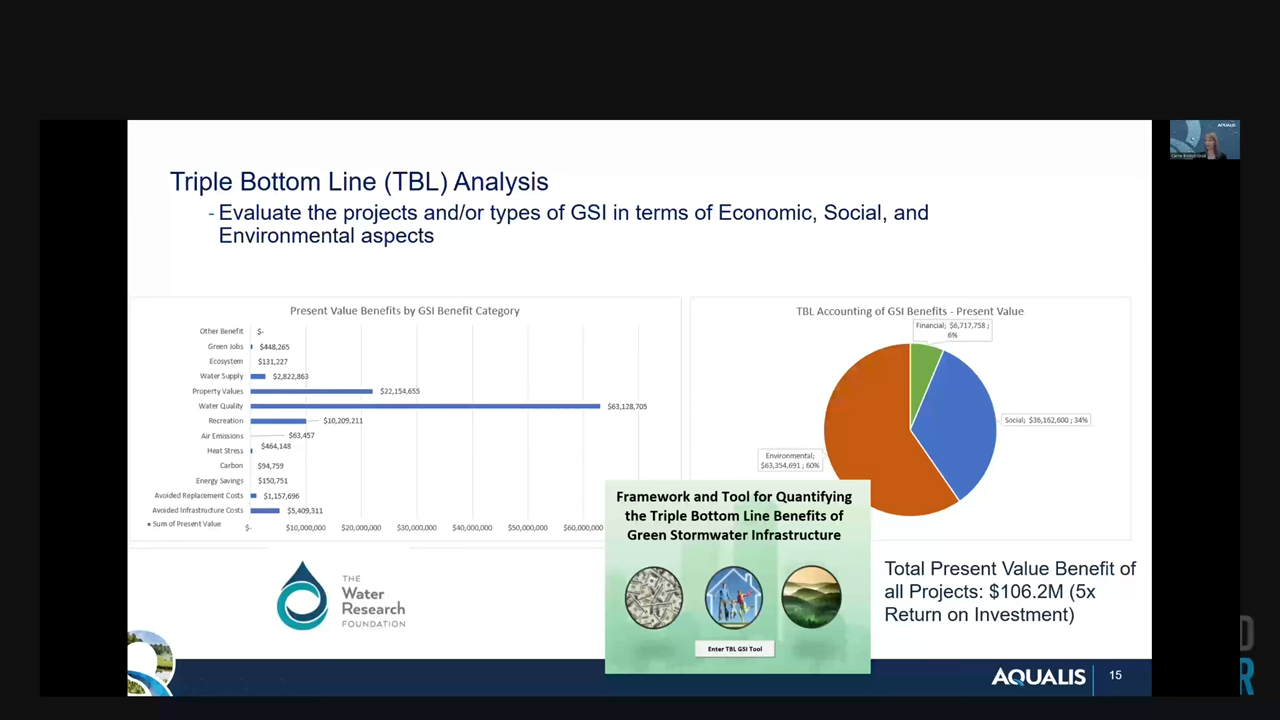 AQUALIS
Triple Bottom Line (TBL) Analysis
- Evaluate the projects and/or types of GSI in terms of Economic, Social, and
Environmental aspects
Present Value Benefits by GSI Benefit Category
Other Benefit $-
Green Jobs $448,265
Ecosystem $131,227
Water Supply $2,822,863
Property Values $22,154,655
Water Quality $63,128,705
Recreation $10,209,211
Air Emissions $63,457
Heat Stress $464,148
Carbon $94,759
Energy Savings $150,751
Avoided Replacement Costs $1,157,696
Avoided Infrastructure Costs $5,409,311
Sum of Present Value
$- $10,000,000 $20,000,000 $30,000,000 $40,000,000 $50,000,000 $60,000,000
TBL Accounting of GSI Benefits - Present Value
Financial; $6,717,758 ;
6%
Social; $36,162,600 ; 34%
Environmental;
$63,354,691 ; 60%
Framework and Tool for Quantifying
the Triple Bottom Line Benefits of
Green Stormwater Infrastructure
Enter TBL GSI Tool
THE
Water
Research
FOUNDATION
Total Present Value Benefit of
all Projects: $106.2M (5x
Return on Investment)
AQUALIS
15
D
R